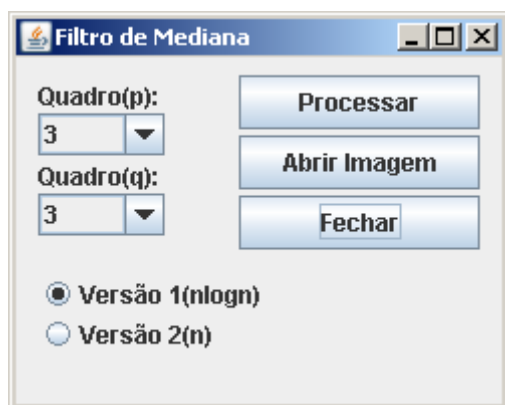 Filtro de Mediana
Quadro(p):
3
Quadro(q):
3
Processar
Abrir Imagem
Fechar
Versão 1(nlogn)
Versão 2(n)